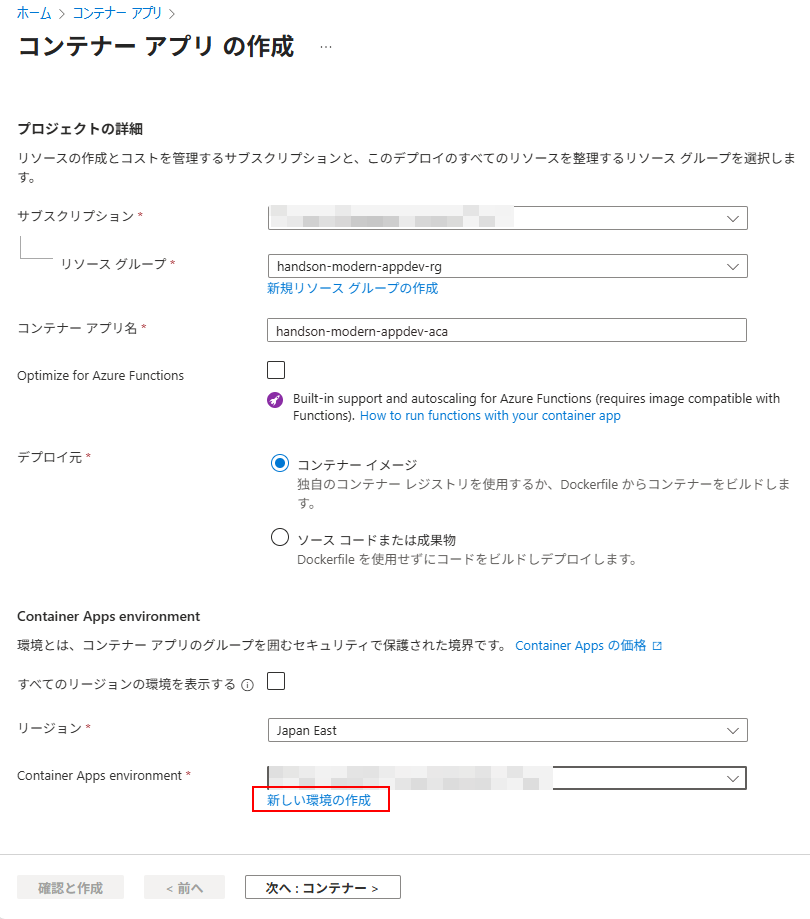 ホーム > コンテナー アプリ >
コンテナー アプリ の作成 …
プロジェクトの詳細
リソースの作成とコストを管理するサブスクリプションと、このデプロイのすべてのリソースを整理するリソース グループを選択しま
す。
サブスクリプション *
リソース グループ *
handson-modern-appdev-rg
新規リソース グループの作成
コンテナー アプリ名 *
handson-modern-appdev-aca
Optimize for Azure Functions
Built-in support and autoscaling for Azure Functions (requires image compatible with
Functions). How to run functions with your container app
デプロイ元 *
コンテナー イメージ
独自のコンテナー レジストリを使用するか、Dockerfile からコンテナーをビルドしま
す。
ソース コードまたは成果物
Dockerfile を使用せずにコードをビルドしデプロイします。
Container Apps environment
環境とは、コンテナー アプリのグループを囲むセキュリティで保護された境界です。 Container Apps の価格
すべてのリージョンの環境を表示する
リージョン *
Japan East
Container Apps environment *
新しい環境の作成
確認と作成
< 前へ
次へ : コンテナー >